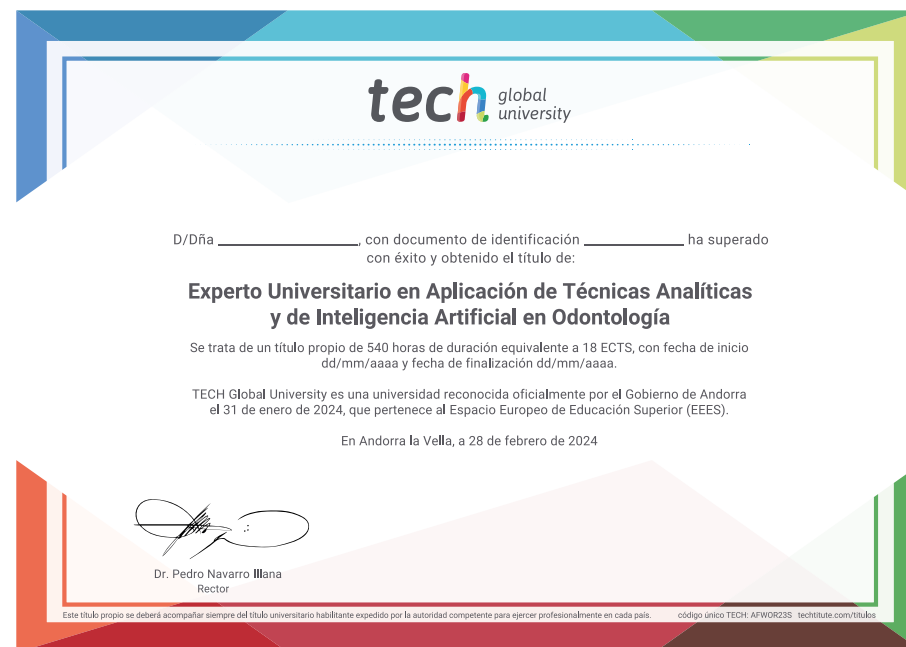 tech global university
D/Dña ____________________, con documento de identificación ______________ ha superado
con éxito y obtenido el título de:
Experto Universitario en Aplicación de Técnicas Analíticas
y de Inteligencia Artificial en Odontología
Se trata de un título propio de 540 horas de duración equivalente a 18 ECTS, con fecha de inicio
dd/mm/aaaa y fecha de finalización dd/mm/aaaa.
TECH Global University es una universidad reconocida oficialmente por el Gobierno de Andorra
el 31 de enero de 2024, que pertenece al Espacio Europeo de Educación Superior (EEES).
En Andorra la Vella, a 28 de febrero de 2024
Dr. Pedro Navarro Illana
Rector
Este título propio se deberá acompañar siempre del título universitario habilitante expedido por la autoridad competente para ejercer profesionalmente en cada país. código único TECH: AFWOR23S techtitute.com/titulos